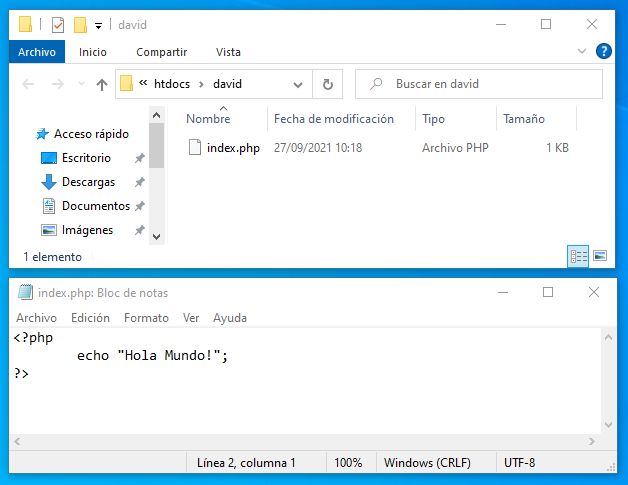 david
Archivo Inicio Compartir Vista
« htdocs › david Buscar en david
Nombre Fecha de modificación Tipo Tamaño
Acceso rápido
index.php 27/09/2021 10:18 Archivo PHP 1 KB
Escritorio
Descargas
Documentos
Imágenes
1 elemento
index.php: Bloc de notas
Archivo Edición Formato Ver Ayuda
<?php
echo "Hola Mundo!";
?>
Línea 2, columna 1 100% Windows (CRLF) UTF-8